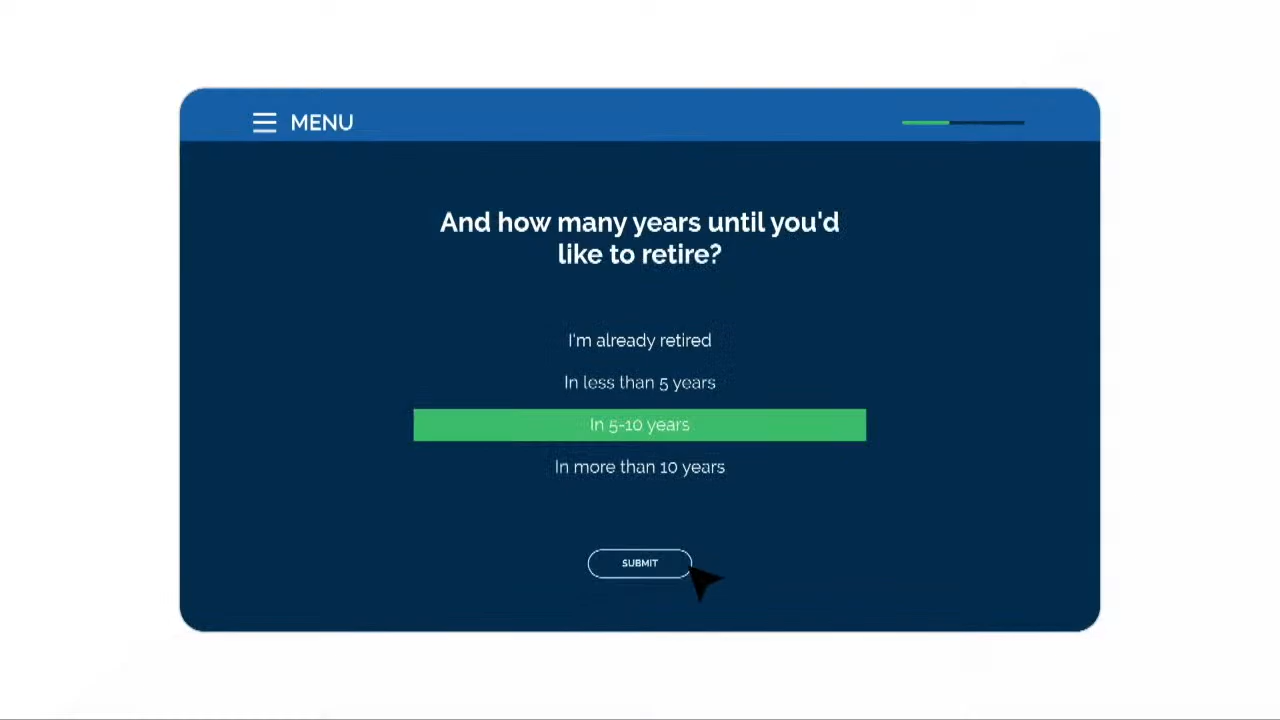 MENU
And how many years until you'd
like to retire?
I'm already retired
In less than 5 years
In 5-10 years
In more than 10 years
SUBMIT